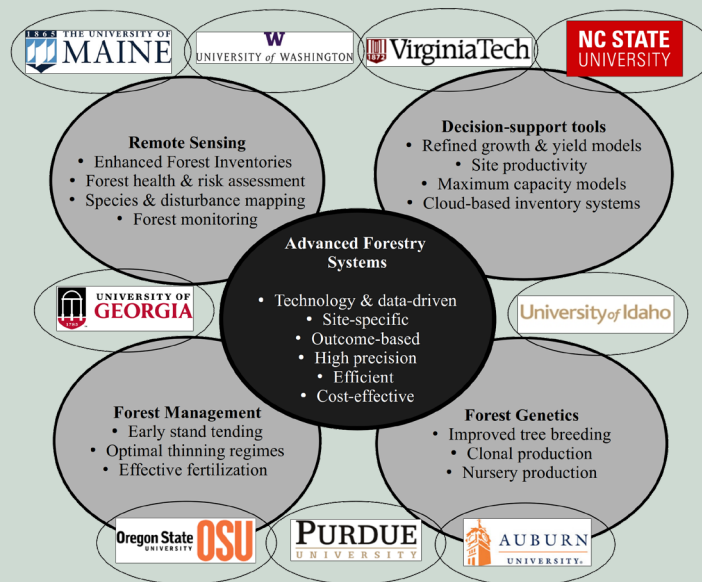 1865 THE UNIVERSITY OF
MAINE
W
UNIVERSITY of WASHINGTON
1872 VirginiaTech
NC STATE
UNIVERSITY
Remote Sensing
• Enhanced Forest Inventories
• Forest health & risk assessment
• Species & disturbance mapping
• Forest monitoring
Decision-support tools
• Refined growth & yield models
• Site productivity
• Maximum capacity models
• Cloud-based inventory systems
Advanced Forestry
Systems
• Technology & data-driven
• Site-specific
• Outcome-based
• High precision
• Efficient
• Cost-effective
1785 UNIVERSITY OF
GEORGIA
University of Idaho
Forest Management
• Early stand tending
• Optimal thinning regimes
• Effective fertilization
Forest Genetics
• Improved tree breeding
• Clonal production
• Nursery production
Oregon State
UNIVERSITY
OSU
PURDUE
UNIVERSITY
AUBURN
UNIVERSITY